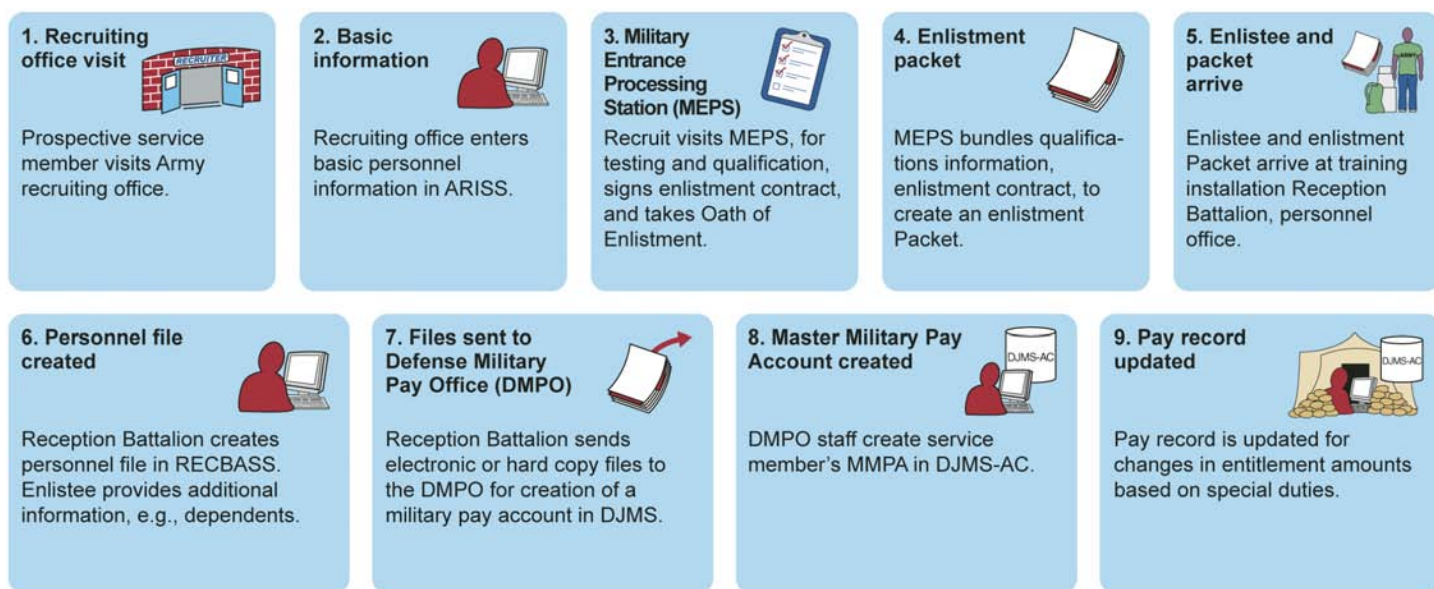 1. Recruiting
office visit
RECRUITER
Prospective service
member visits Army
recruiting office.
2. Basic
information
Recruiting office enters
basic personnel
information in ARISS.
3. Military
Entrance
Processing
Station (MEPS)
Recruit visits MEPS, for
testing and qualification,
signs enlistment contract,
and takes Oath of
Enlistment.
4. Enlistment
packet
MEPS bundles qualifica-
tions information,
enlistment contract, to
create an enlistment
Packet.
5. Enlistee and
packet
arrive
ARMY
Enlistee and enlistment
Packet arrive at training
installation Reception
Battalion, personnel
office.
6. Personnel file
created
Reception Battalion creates
personnel file in RECBASS.
Enlistee provides additional
information, e.g., dependents.
7. Files sent to
Defense Military
Pay Office (DMPO)
Reception Battalion sends
electronic or hard copy files to
the DMPO for creation of a
military pay account in DJMS.
8. Master Military Pay
Account created
DJMS-AC
DMPO staff create service
member's MMPA in DJMS-AC.
9. Pay record
updated
DJMS-AC
Pay record is updated for
changes in entitlement amounts
based on special duties.